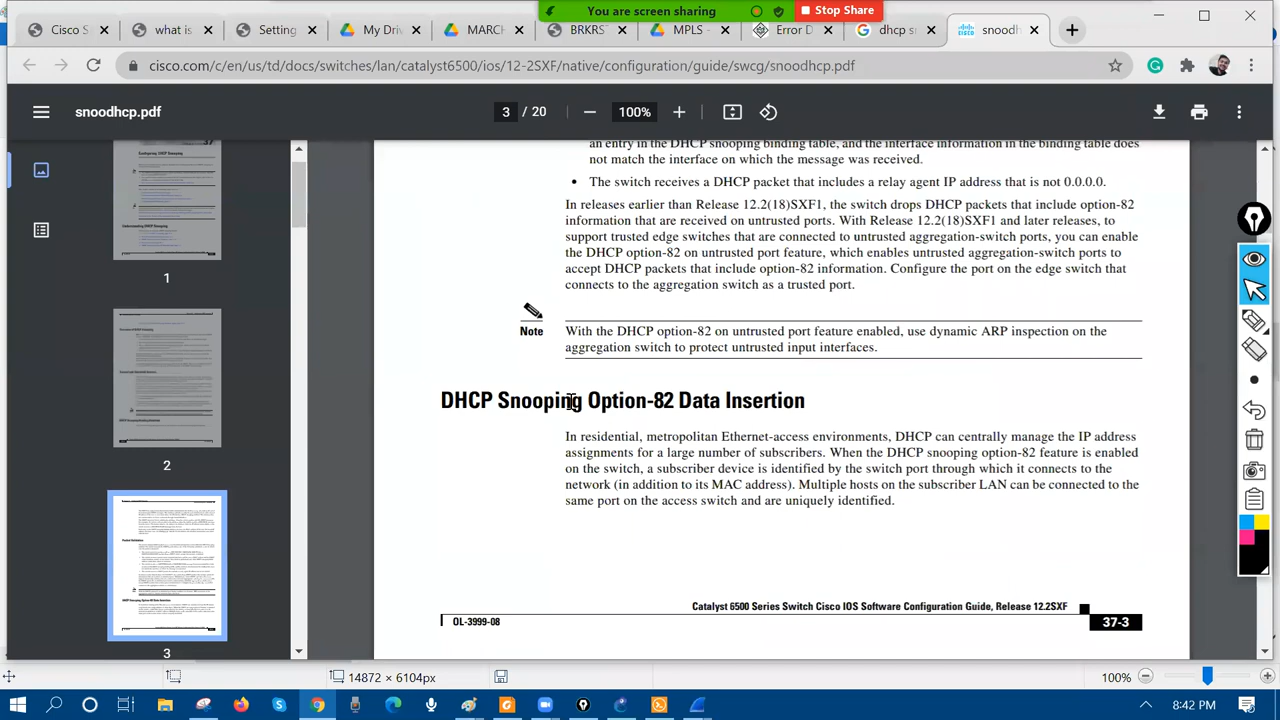 You are screen sharing
Stop Share
Cisco S
what t
Setting
My Driv
MARCH
BRKRST
MPLS-
Error D
dhcp sn
snoodh
cisco.com/c/en/us/td/docs/switches/lan/catalyst6500/ios/12-2SXF/native/configuration/guide/swcg/snoodhcp.pdf
snoodhcp.pdf
3 / 20
100%
an entry in the DHCP snooping binding table, and the interface information in the binding table does
not match the interface on which the message was received.
• The switch receives a DHCP packet that includes a relay agent IP address that is not 0.0.0.0.
In releases earlier than Release 12.2(18)SXF1, the switch drops DHCP packets that include option-82
information that are received on untrusted ports. With Release 12.2(18)SXF1 and later releases, to
support trusted edge switches that are connected to untrusted aggregation-switch ports, you can enable
the DHCP option-82 on untrusted port feature, which enables untrusted aggregation-switch ports to
accept DHCP packets that include option-82 information. Configure the port on the edge switch that
connects to the aggregation switch as a trusted port.
Note
With the DHCP option-82 on untrusted port feature enabled, use dynamic ARP inspection on the
aggregation switch to protect untrusted input interfaces.
DHCP Snooping Option-82 Data Insertion
In residential, metropolitan Ethernet-access environments, DHCP can centrally manage the IP address
assignments for a large number of subscribers. When the DHCP snooping option-82 feature is enabled
on the switch, a subscriber device is identified by the switch port through which it connects to the
network (in addition to its MAC address). Multiple hosts on the subscriber LAN can be connected to the
same port on the access switch and are uniquely identified.
Catalyst 6500 Series Switch Cisco IOS Software Configuration Guide, Release 12.2SXF
OL-3999-08
37-3
1
2
3
14872 × 6104px
100%
8:42 PM